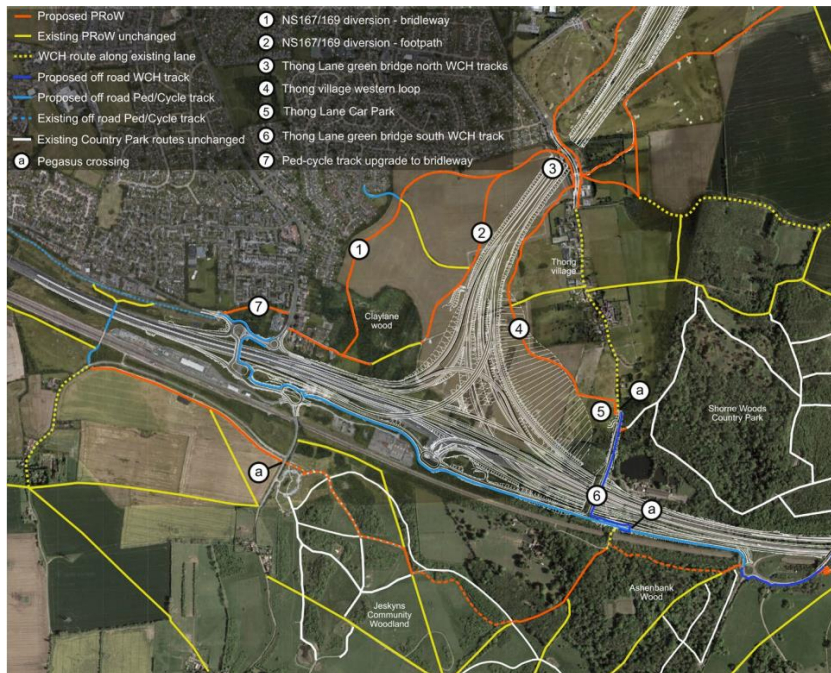 Proposed PRoW
Existing PRoW unchanged
WCH route along existing lane
Proposed off road WCH track
Proposed off road Ped/Cycle track
Existing off road Ped/Cycle track
Existing Country Park routes unchanged
a Pegasus crossing
1 NS167/169 diversion - bridleway
2 NS167/169 diversion - footpath
3 Thong Lane green bridge north WCH tracks
4 Thong village western loop
5 Thong Lane Car Park
6 Thong Lane green bridge south WCH track
7 Ped-cycle track upgrade to bridleway
3
1
2
Thong
village
7
Claylane
wood
4
a
5
Shorne Woods
Country Park
a
6
a
Ashenbank
Wood
Jeskyns
Community
Woodland